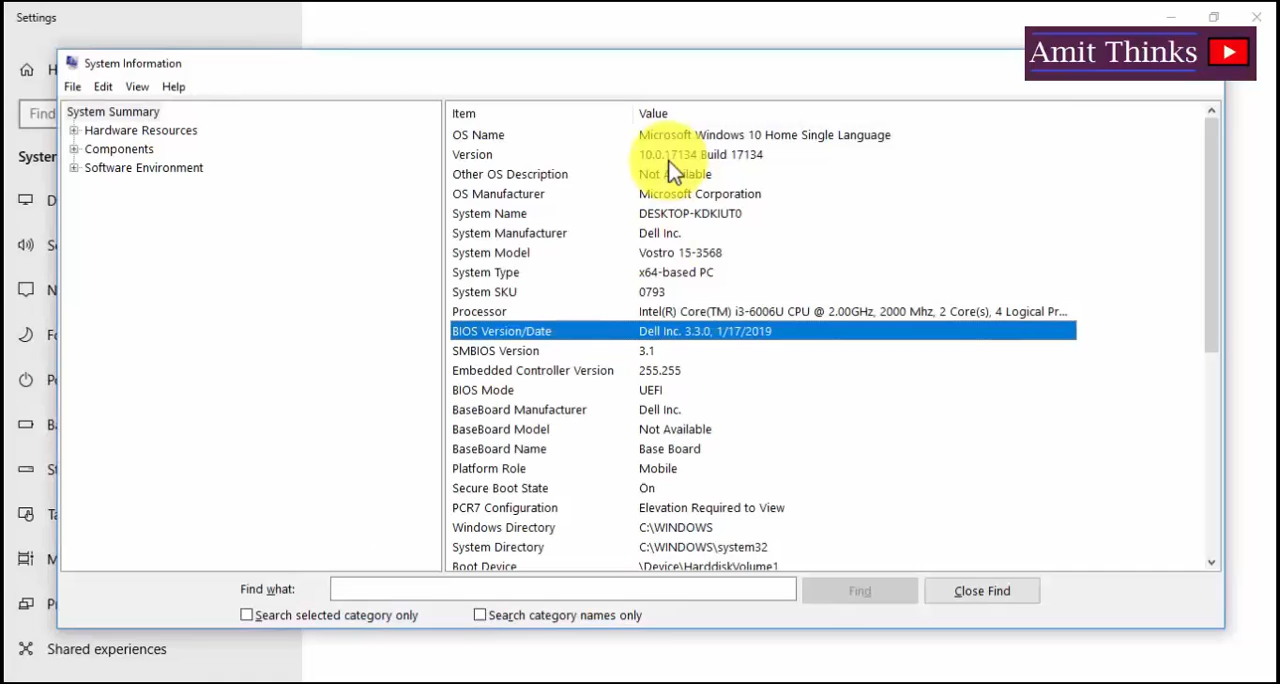 Settings
Amit Thinks
System Information
File Edit View Help
Find
System Summary
Hardware Resources
Components
Software Environment
Item Value
OS Name Microsoft Windows 10 Home Single Language
Version 10.0.17134 Build 17134
Other OS Description Not Available
OS Manufacturer Microsoft Corporation
System Name DESKTOP-KDKIUT0
System Manufacturer Dell Inc.
System Model Vostro 15-3568
System Type x64-based PC
System SKU 0793
Processor Intel(R) Core(TM) i3-6006U CPU @ 2.00GHz, 2000 Mhz, 2 Core(s), 4 Logical Pr...
BIOS Version/Date Dell Inc. 3.3.0, 1/17/2019
SMBIOS Version 3.1
Embedded Controller Version 255.255
BIOS Mode UEFI
BaseBoard Manufacturer Dell Inc.
BaseBoard Model Not Available
BaseBoard Name Base Board
Platform Role Mobile
Secure Boot State On
PCR7 Configuration Elevation Required to View
Windows Directory C:\WINDOWS
System Directory C:\WINDOWS\system32
Boot Device \Device\HarddiskVolume1
Find what: Find Close Find
Search selected category only Search category names only
Shared experiences